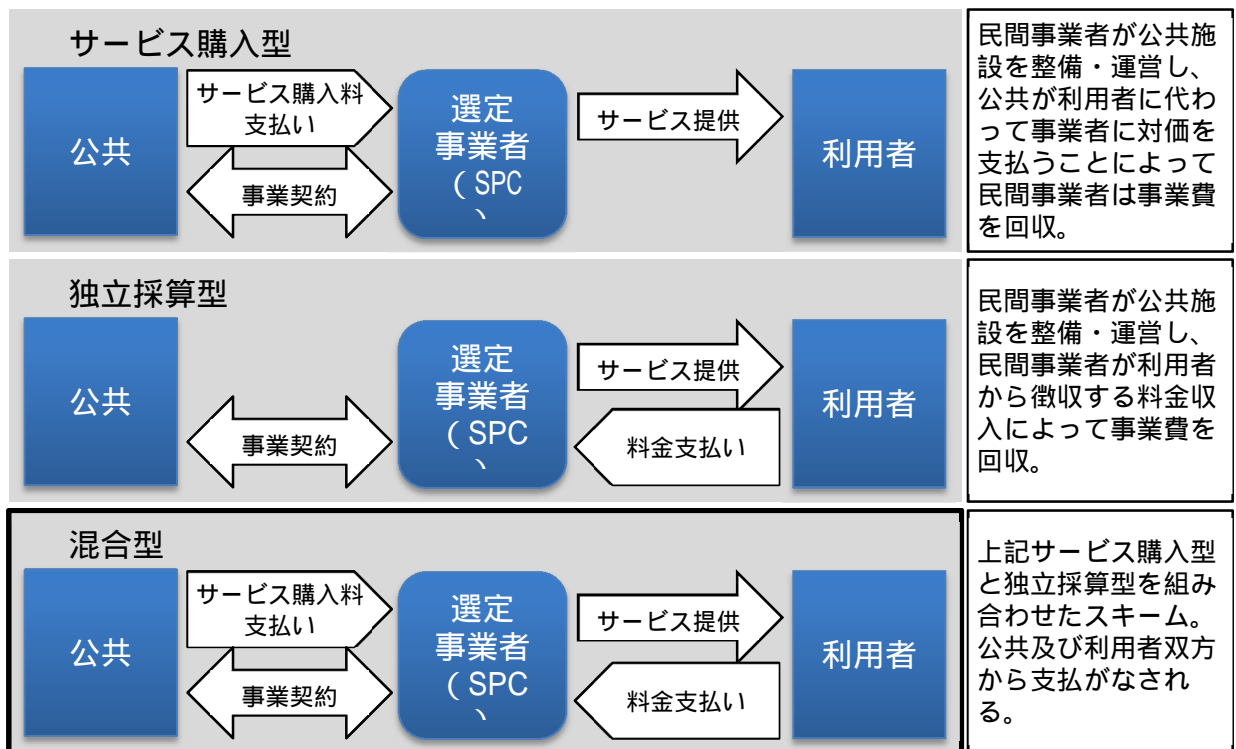 サービス購入型
公共
サービス購入料
支払い
事業契約
選定
事業者
（SPC
）
サービス提供
利用者
民間事業者が公共施
設を整備・運営し、
公共が利用者に代わ
って事業者に対価を
支払うことによって
民間事業者は事業費
を回収。
独立採算型
公共
事業契約
選定
事業者
（SPC
）
サービス提供
料金支払い
利用者
民間事業者が公共施
設を整備・運営し、
民間事業者が利用者
から徴収する料金収
入によって事業費を
回収。
混合型
公共
サービス購入料
支払い
事業契約
選定
事業者
（SPC
）
サービス提供
料金支払い
利用者
上記サービス購入型
と独立採算型を組み
合わせたスキーム。
公共及び利用者双方
から支払がなされ
る。